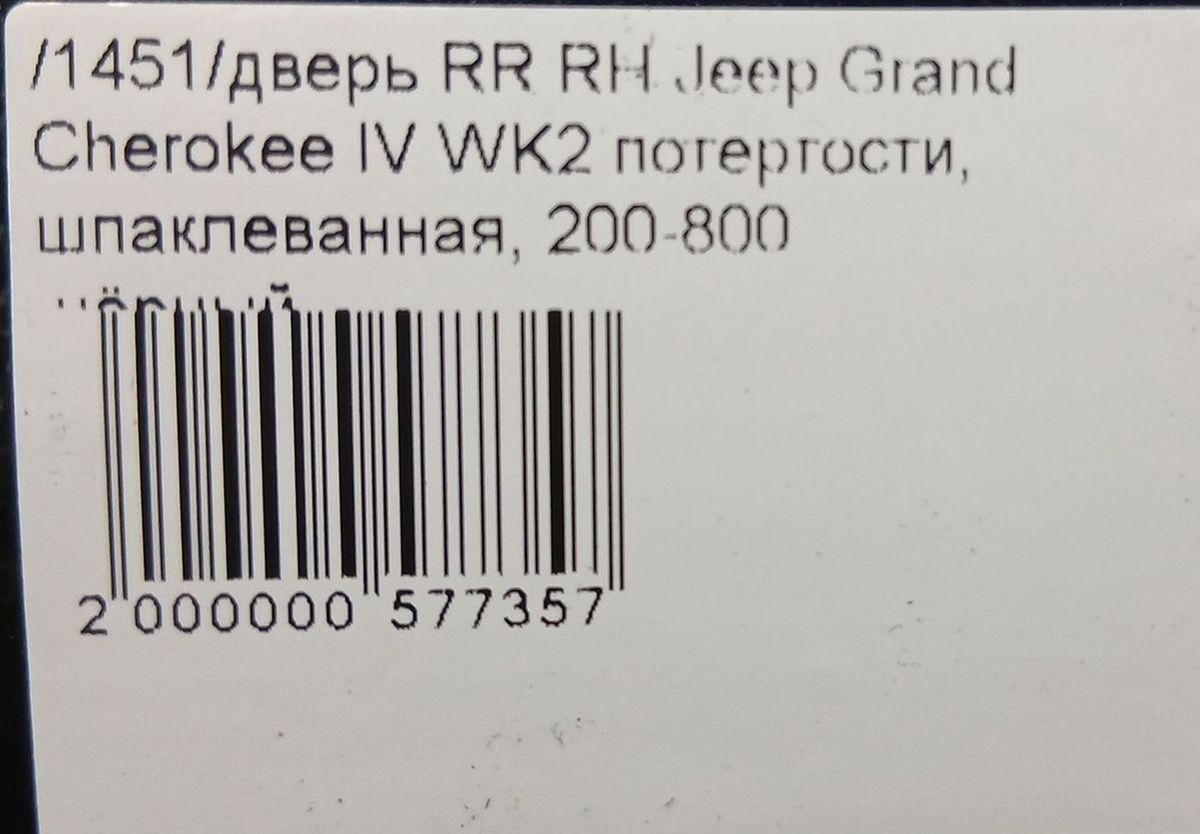 /1451/дверь RR RH Jeep Grand
Cherokee IV WK2 потертости,
шпаклеванная, 200-800
2 000000 577357